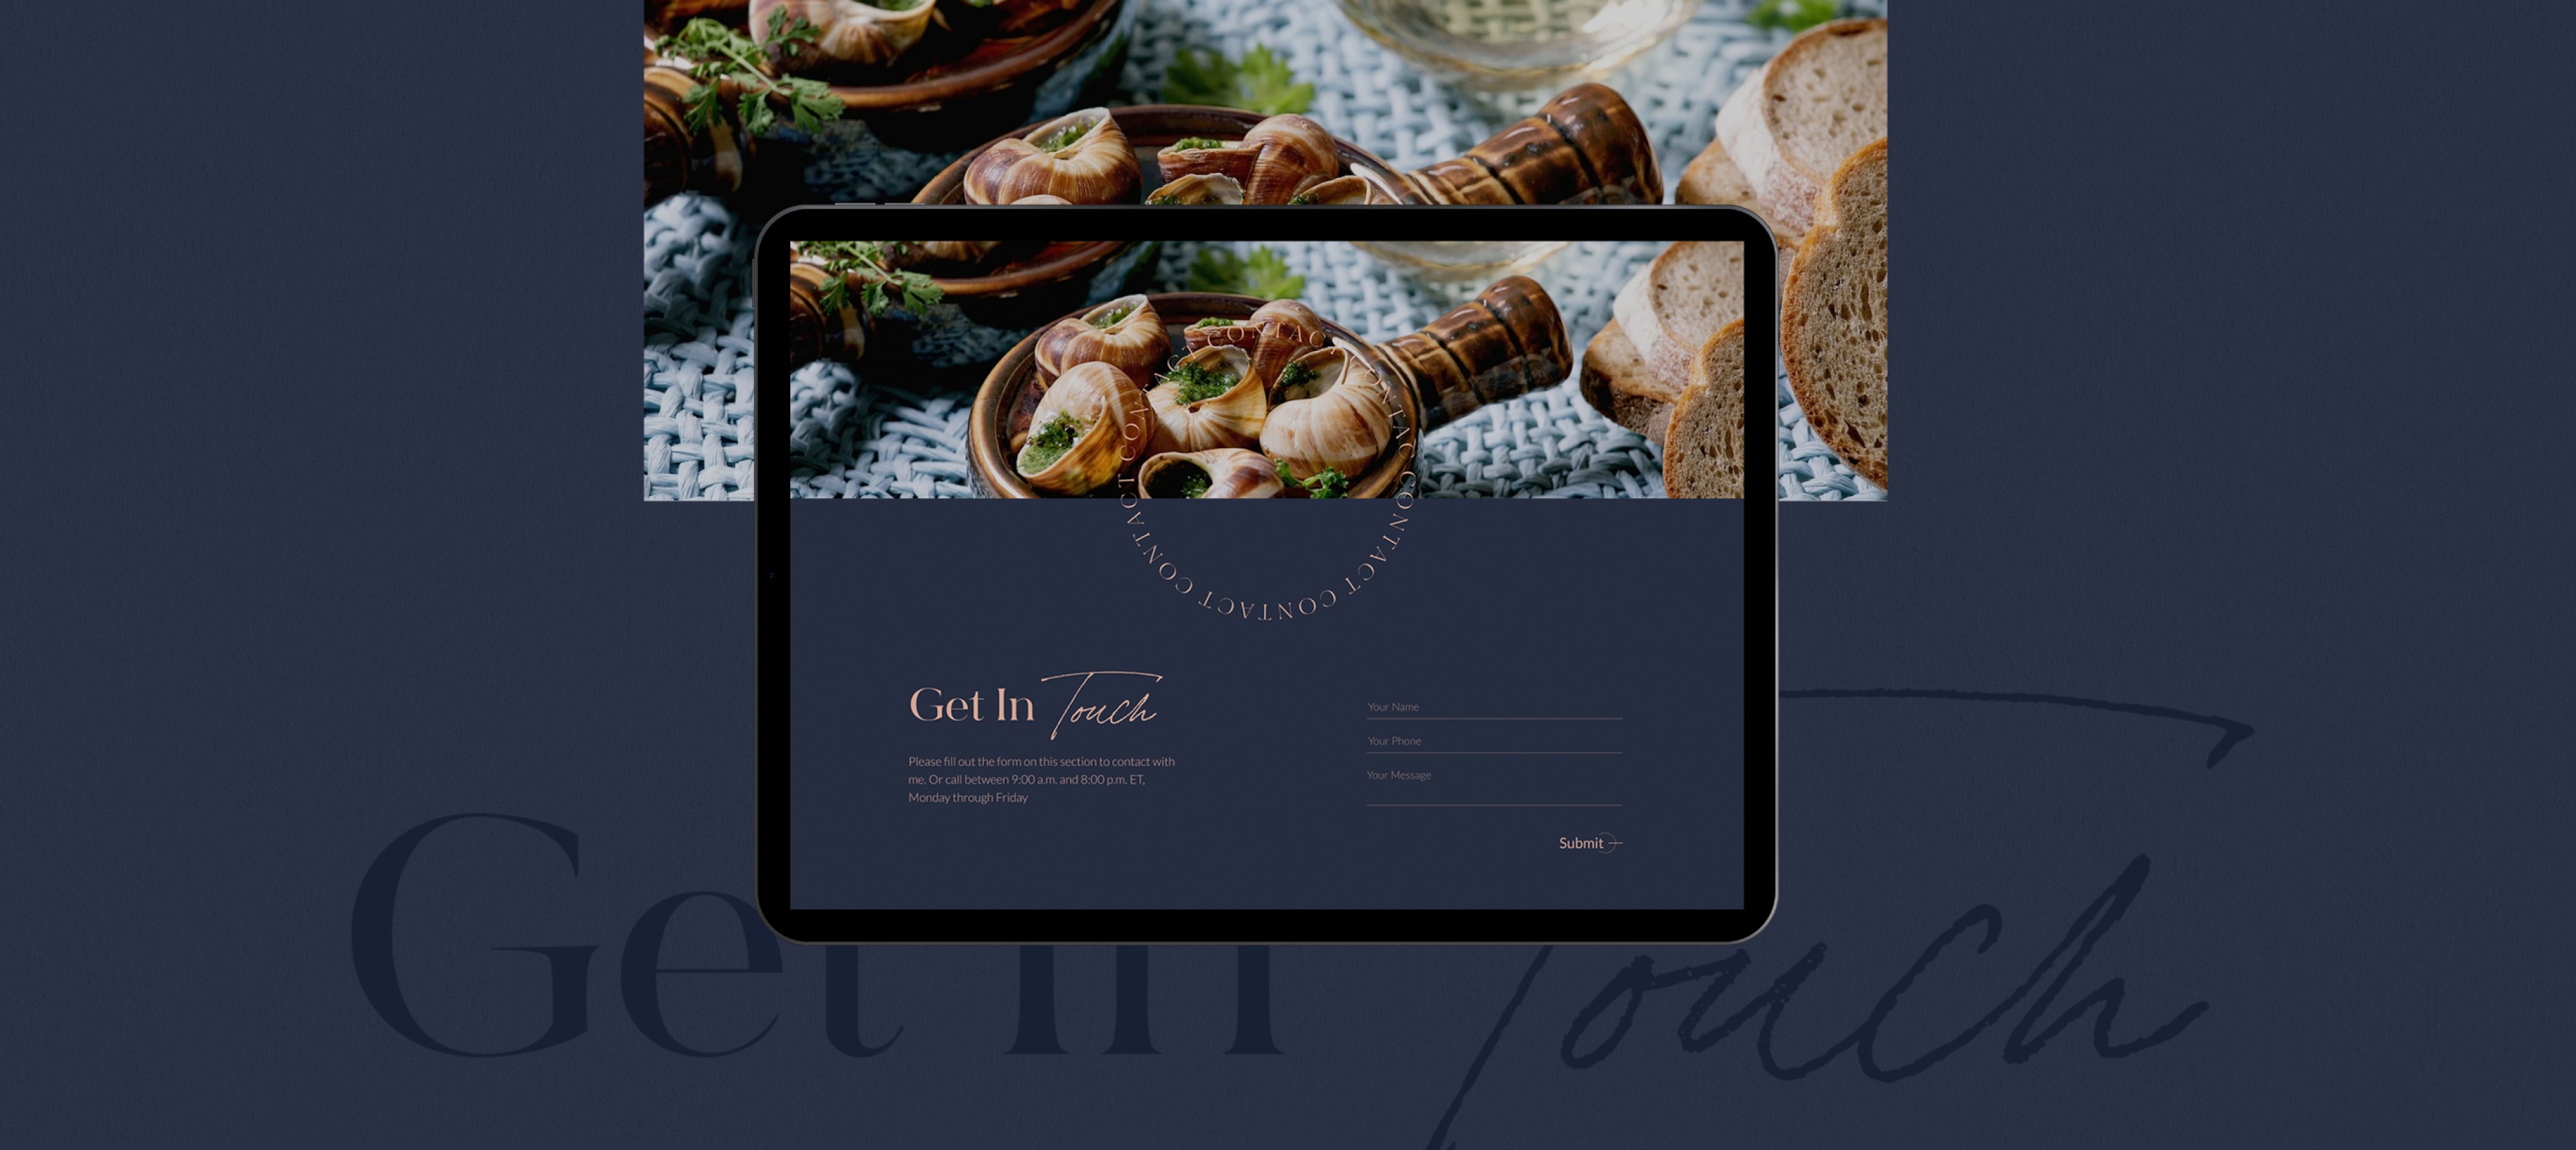 CONTACT CONTACT CONTACT CONTACT CONTACT CONTACT
Get In Touch
Please fill out the form on this section to contact with
me. Or call between 9:00 a.m. and 8:00 p.m. ET,
Monday through Friday
Your Name
Your Phone
Your Message
Submit
Get In Touch